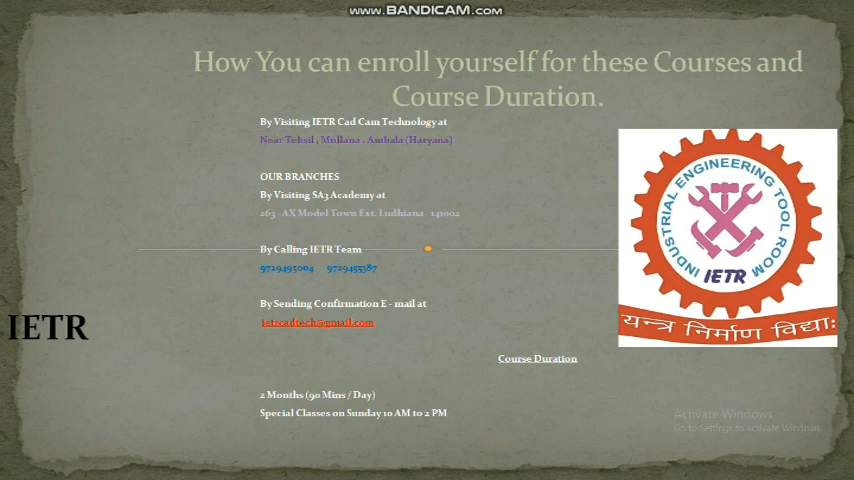 www.BANDICAM.com
How You can enroll yourself for these Courses and
Course Duration.
By Visiting IETR Cad Cam Technology at
Near Tehsil , Mullana , Ambala (Haryana)
OUR BRANCHES
By Visiting SA3 Academy at
263 - AX Model Town Ext. Ludhiana - 141002
By Calling IETR Team
9729495004 9729455387
By Sending Confirmation E - mail at
ietrcadtech@gmail.com
INDUSTRIAL ENGINEERING TOOL ROOM
IETR
यन्त्र निर्माण विद्या:
IETR
Course Duration
2 Months (90 Mins / Day)
Special Classes on Sunday 10 AM to 2 PM
Activate Windows
Go to Settings to activate Windows.